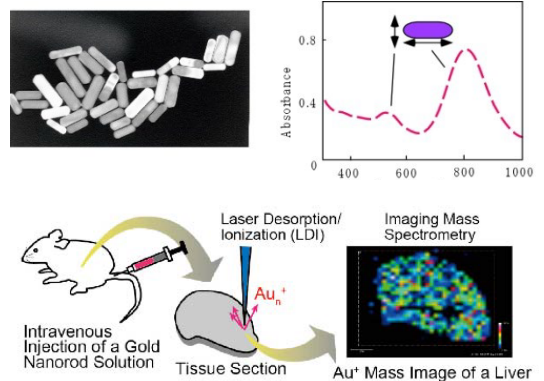 0.8
Absorbance
0.4
0
400
600
800
1000
Laser Desorption/
Ionization (LDI)
Imaging Mass
Spectrometry
Auₙ⁺
Intravenous
Injection of a Gold
Nanorod Solution
Tissue Section
Au⁺ Mass Image of a Liver